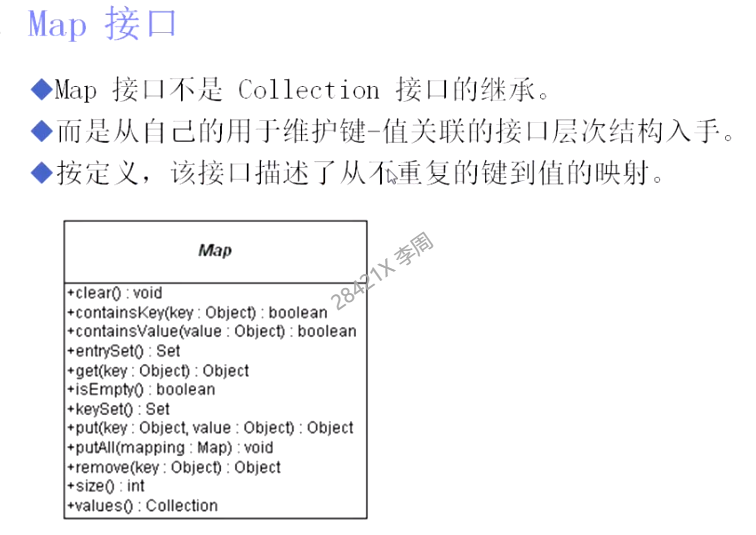 Map 接口
◆Map 接口不是 Collection 接口的继承。
◆而是从自己的用于维护键-值关联的接口层次结构入手。
◆按定义，该接口描述了从不重复的键到值的映射。
Map
28421X 李周
+clear() : void
+containsKey(key : Object) : boolean
+containsValue(value : Object) : boolean
+entrySet() : Set
+get(key : Object) : Object
+isEmpty() : boolean
+keySet() : Set
+put(key : Object, value : Object) : Object
+putAll(mapping : Map) : void
+remove(key : Object) : Object
+size() : int
+values() : Collection